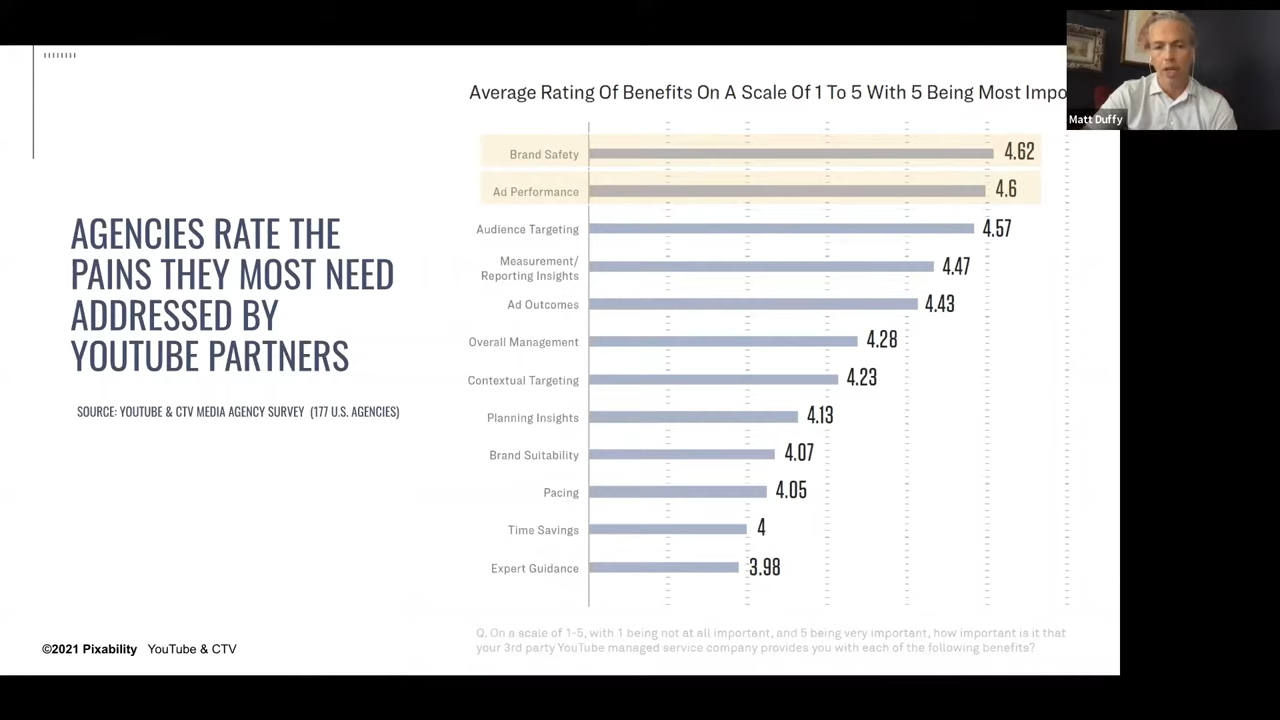 Average Rating Of Benefits On A Scale Of 1 To 5 With 5 Being Most Impo
Matt Duffy
AGENCIES RATE THE
PAINS THEY MOST NEED
ADDRESSED BY
YOUTUBE PARTNERS
SOURCE: YOUTUBE & CTV MEDIA AGENCY SURVEY (177 U.S. AGENCIES)
Brand Safety 4.62
Ad Performance 4.6
Audience Targeting 4.57
Measurement/
Reporting Insights 4.47
Ad Outcomes 4.43
Overall Management 4.28
Contextual Targeting 4.23
Planning Insights 4.13
Brand Suitability 4.07
Pricing 4.05
Time Savings 4
Expert Guidance 3.98
Q. On a scale of 1-5, with 1 being not at all important, and 5 being very important, how important is it that
your 3rd party YouTube managed service company provides you with each of the following benefits?
©2021 Pixability YouTube & CTV